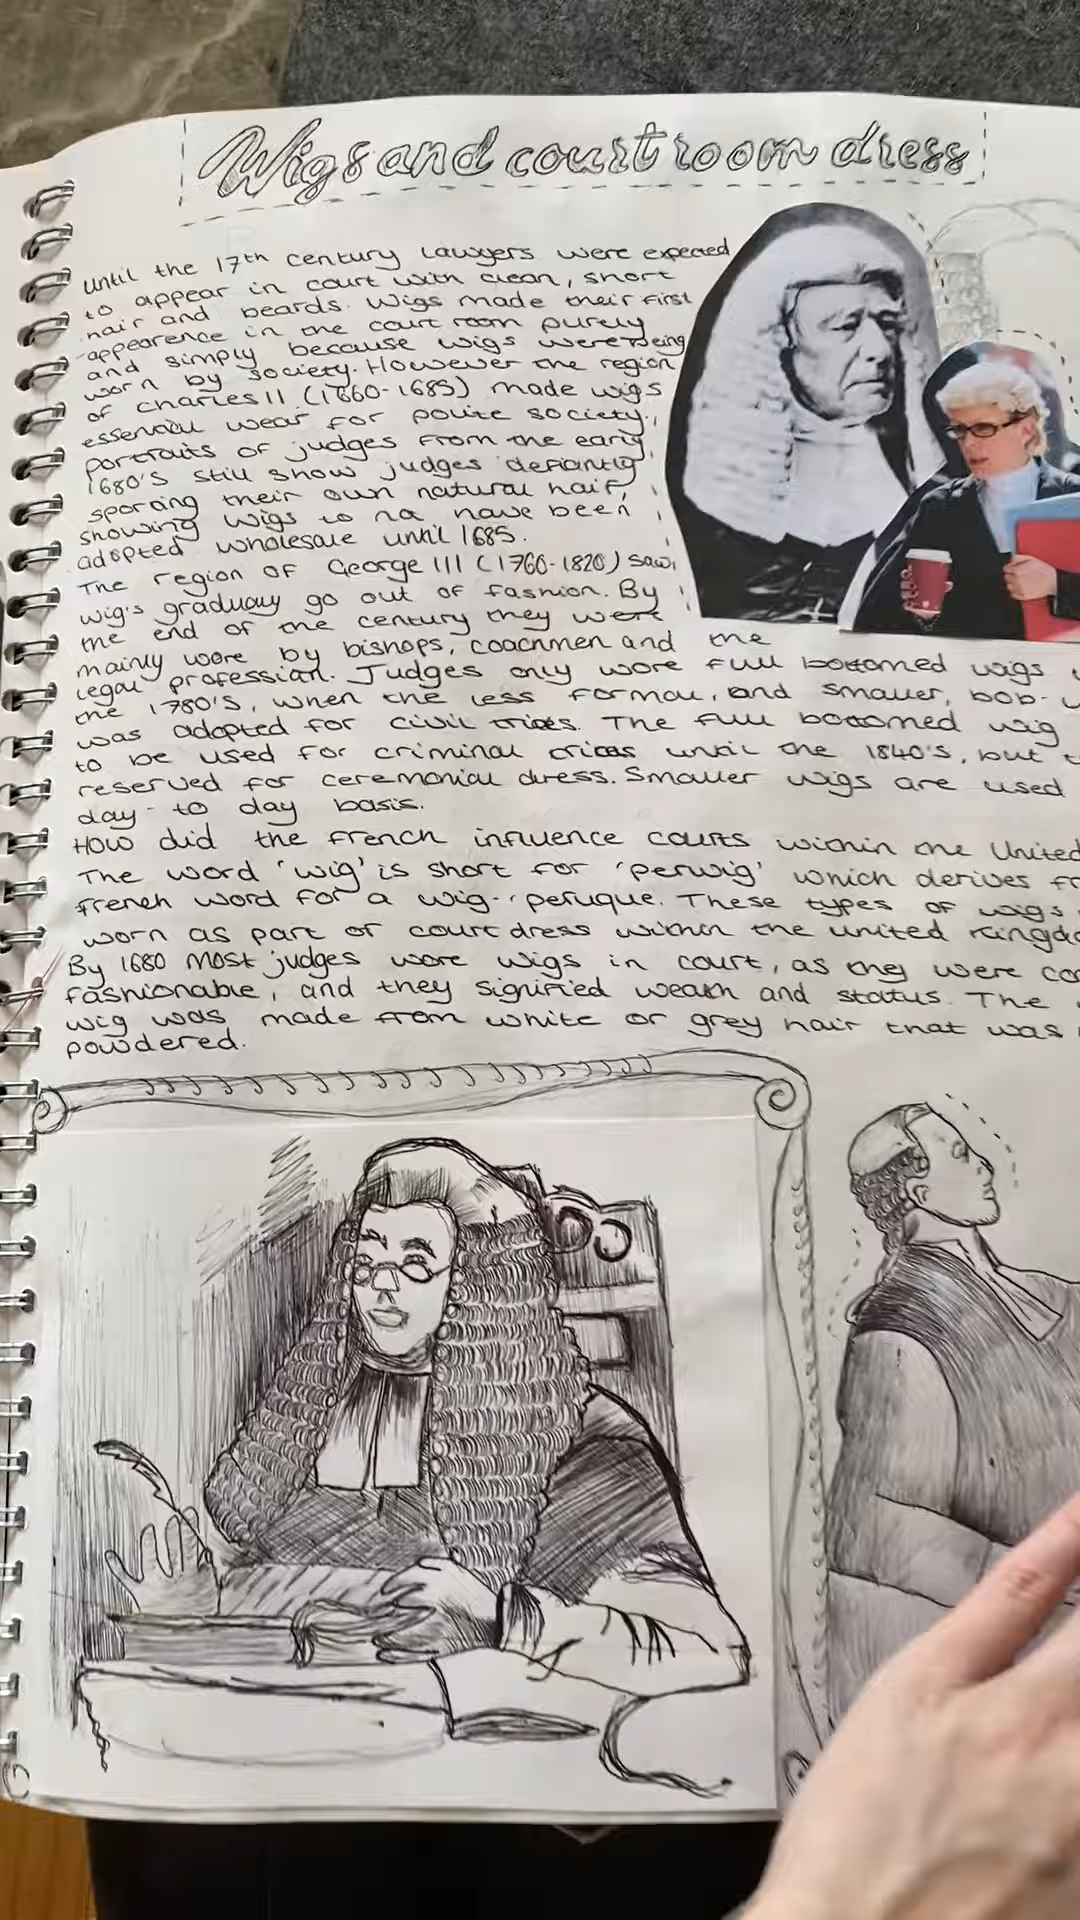 Wigs and courtroom dress
Until the 17th century Lawyers were expected
to appear in court with clean, short
hair and beards. Wigs made their first
appearence in the court room purely
and simply because wigs were being
worn by society. However the region
of Charles II (1660-1685) made wigs
essential wear for polite society,
portraits of judges from the early
1680's still show judges defiantly
sporting their own natural hair,
showing wigs to not have been
adopted wholesale until 1685.
The region of George III (1760-1820) saw
wig's gradually go out of fashion. By
the end of the century they were
mainly wore by bishops, coachmen and the
legal profession. Judges only wore full bottomed wigs
the 1780's, when the less formal, and smaller, bob-
was adopted for civil trials. The full bottomed wig
to be used for criminal trials until the 1840's, but
reserved for ceremonial dress. Smaller wigs are used
day-to day basis.
How did the french influence courts within the United
The word 'wig' is short for 'periwig' which derives
french word for a wig- peruque. These types of wigs
worn as part of court dress within the united
By 1680 most judges wore wigs in court, as they were
fashionable, and they signified wealth and status. The
wig was made from white or grey hair that was
powdered.